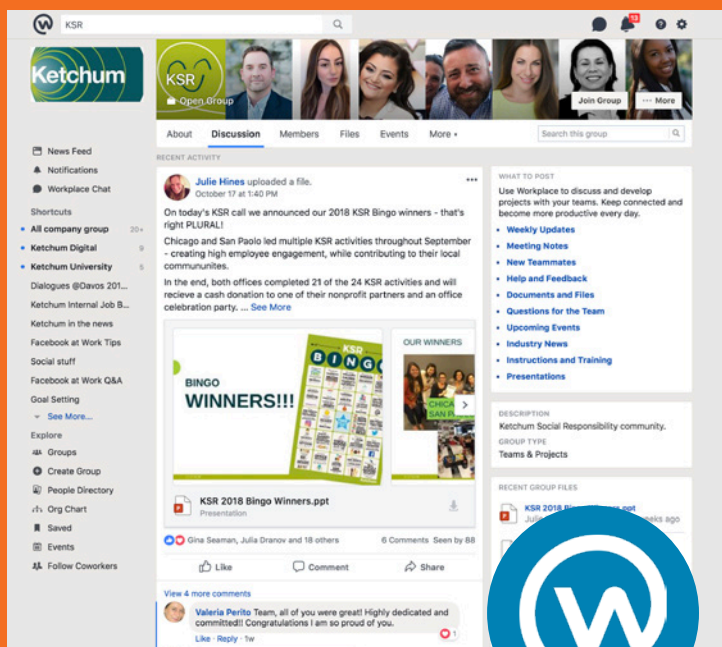 KSR
13
Ketchum
KSR
Open Group
Join Group
... More
About
Discussion
Members
Files
Events
More
Search this group
RECENT ACTIVITY
News Feed
Notifications
Workplace Chat
Shortcuts
All company group 20+
Ketchum Digital 9
Ketchum University 5
Dialogues @Davos 201...
Ketchum Internal Job B...
Ketchum in the news
Facebook at Work Tips
Social stuff
Facebook at Work Q&A
Goal Setting
See More...
Explore
Groups
Create Group
People Directory
Org Chart
Saved
Events
Follow Coworkers
Julie Hines uploaded a file.
October 17 at 1:40 PM
On today's KSR call we announced our 2018 KSR Bingo winners - that's
right PLURAL!
Chicago and San Paolo led multiple KSR activities throughout September
- creating high employee engagement, while contributing to their local
commununites.
In the end, both offices completed 21 of the 24 KSR activities and will
recieve a cash donation to one of their nonprofit partners and an office
celebration party. ... See More
BINGO
WINNERS!!!
KSR
BINGO
OUR WINNERS
KSR 2018 Bingo Winners.ppt
Presentation
Gina Seaman, Julia Dranov and 18 others
6 Comments Seen by 88
Like
Comment
Share
View 4 more comments
Valeria Perito Team, all of you were great! Highly dedicated and
committed!! Congratulations I am so proud of you.
1
Like · Reply · 1w
WHAT TO POST
Use Workplace to discuss and develop
projects with your teams. Keep connected and
become more productive every day.
Weekly Updates
Meeting Notes
New Teammates
Help and Feedback
Documents and Files
Questions for the Team
Upcoming Events
Industry News
Instructions and Training
Presentations
DESCRIPTION
Ketchum Social Responsibility community.
GROUP TYPE
Teams & Projects
RECENT GROUP FILES
KSR 2018
.ppt
ago